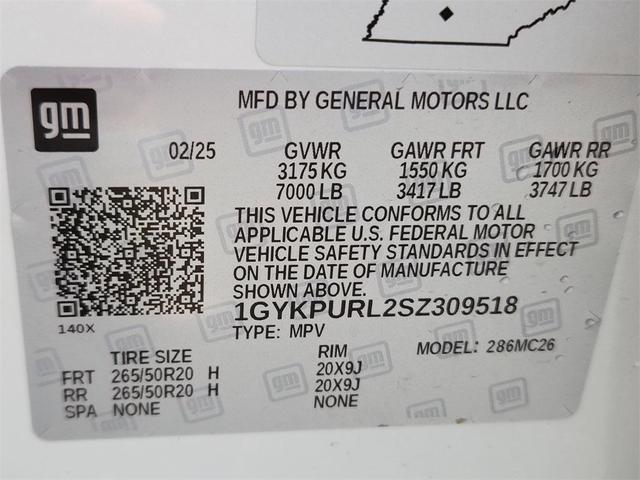 gm
MFD BY GENERAL MOTORS LLC
02/25 GVWR GAWR FRT GAWR RR
3175 KG 1550 KG 1700 KG
7000 LB 3417 LB 3747 LB
THIS VEHICLE CONFORMS TO ALL
APPLICABLE U.S. FEDERAL MOTOR
VEHICLE SAFETY STANDARDS IN EFFECT
ON THE DATE OF MANUFACTURE
SHOWN ABOVE.
1GYKPURL2SZ309518
140X
TYPE: MPV
TIRE SIZE RIM MODEL: 286MC26
FRT 265/50R20 H 20X9J
RR 265/50R20 H 20X9J
SPA NONE NONE